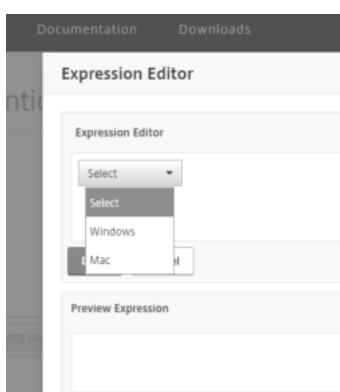 Documentation Downloads
Expression Editor
Expression Editor
Select
Select
Windows
Mac
Preview Expression